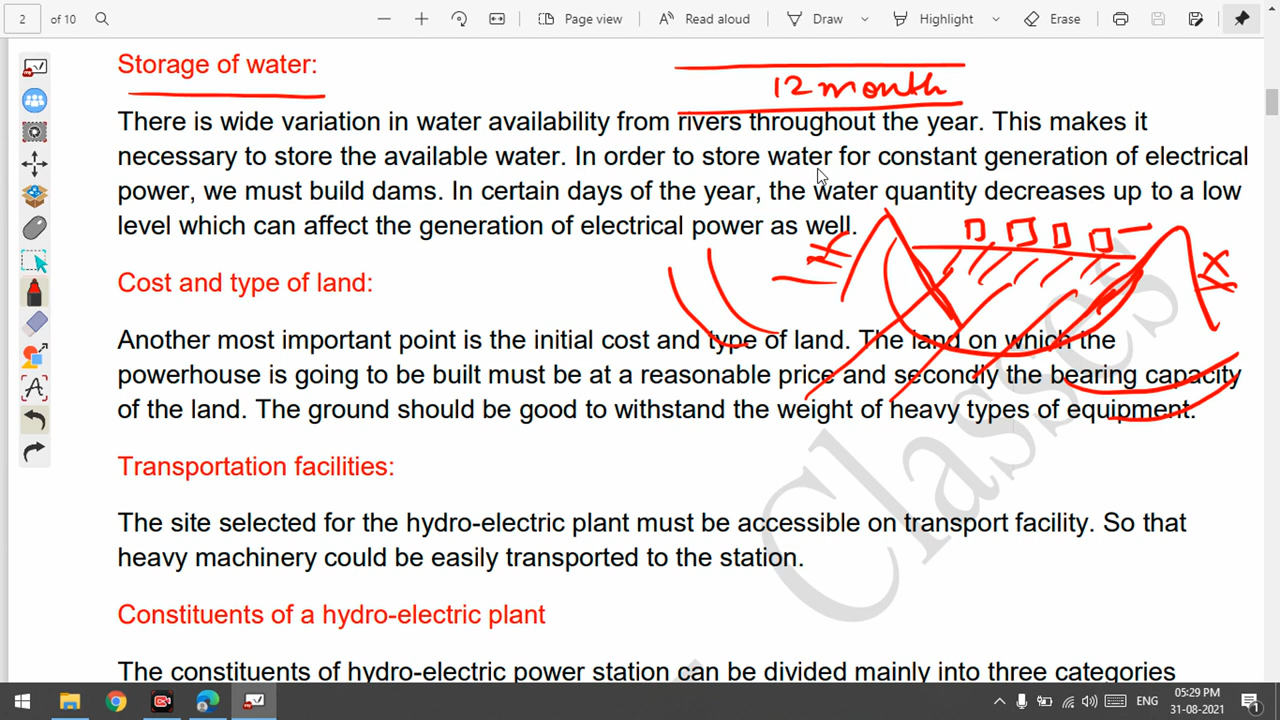 2 of 10 Page view Read aloud Draw Highlight Erase
Storage of water:
12 month
There is wide variation in water availability from rivers throughout the year. This makes it
necessary to store the available water. In order to store water for constant generation of electrical
power, we must build dams. In certain days of the year, the water quantity decreases up to a low
level which can affect the generation of electrical power as well.
Cost and type of land:
Another most important point is the initial cost and type of land. The land on which the
powerhouse is going to be built must be at a reasonable price and secondly the bearing capacity
of the land. The ground should be good to withstand the weight of heavy types of equipment.
Transportation facilities:
The site selected for the hydro-electric plant must be accessible on transport facility. So that
heavy machinery could be easily transported to the station.
Constituents of a hydro-electric plant
The constituents of hydro-electric power station can be divided mainly into three categories
Classes
ENG
05:29 PM
31-08-2021